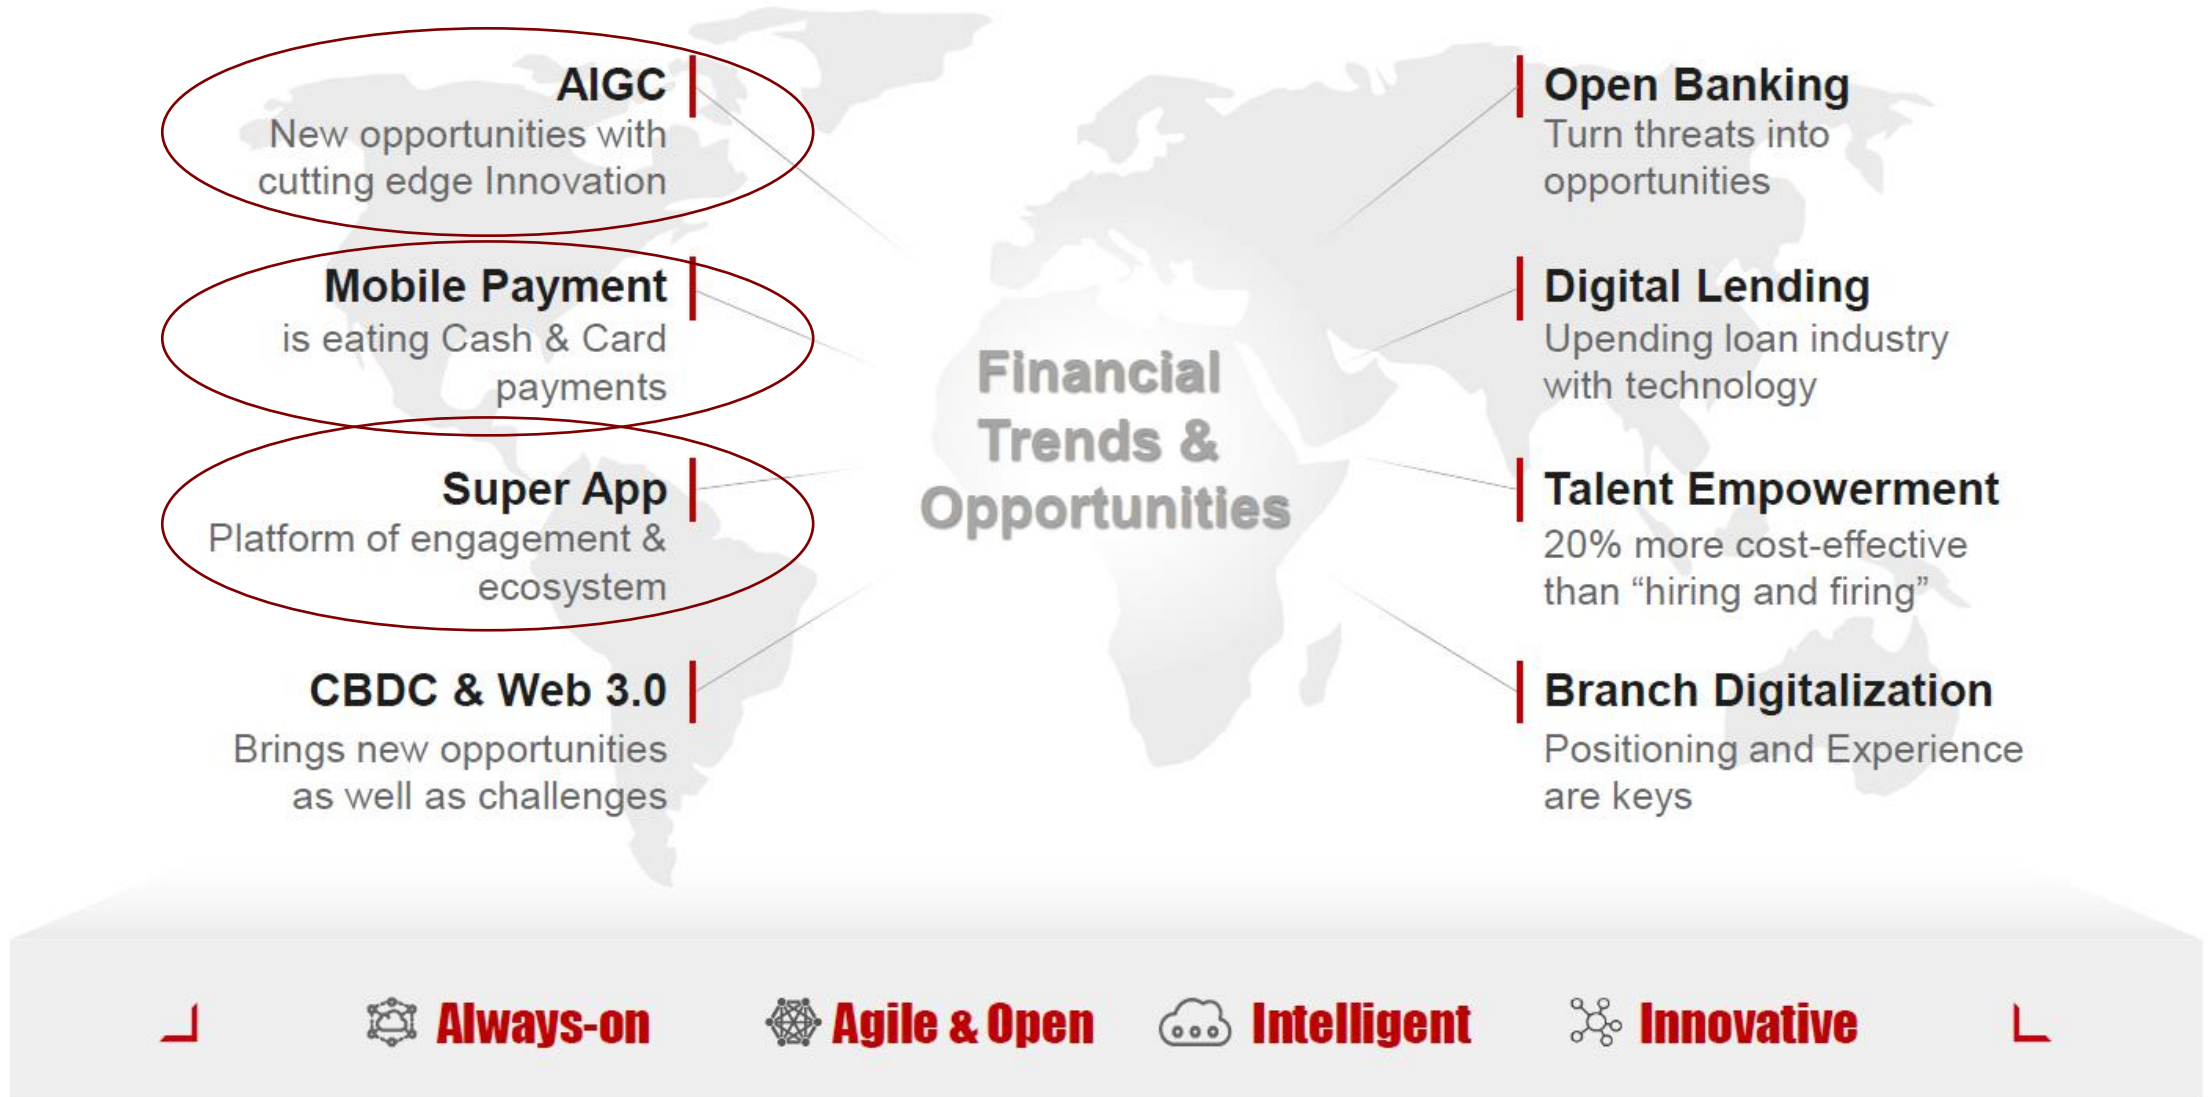 AIGC
New opportunities with
cutting edge Innovation
Mobile Payment
is eating Cash & Card
payments
Super App
Platform of engagement &
ecosystem
CBDC & Web 3.0
Brings new opportunities
as well as challenges
Financial
Trends &
Opportunities
Open Banking
Turn threats into
opportunities
Digital Lending
Upending loan industry
with technology
Talent Empowerment
20% more cost-effective
than “hiring and firing”
Branch Digitalization
Positioning and Experience
are keys
Always-on
Agile & Open
Intelligent
Innovative